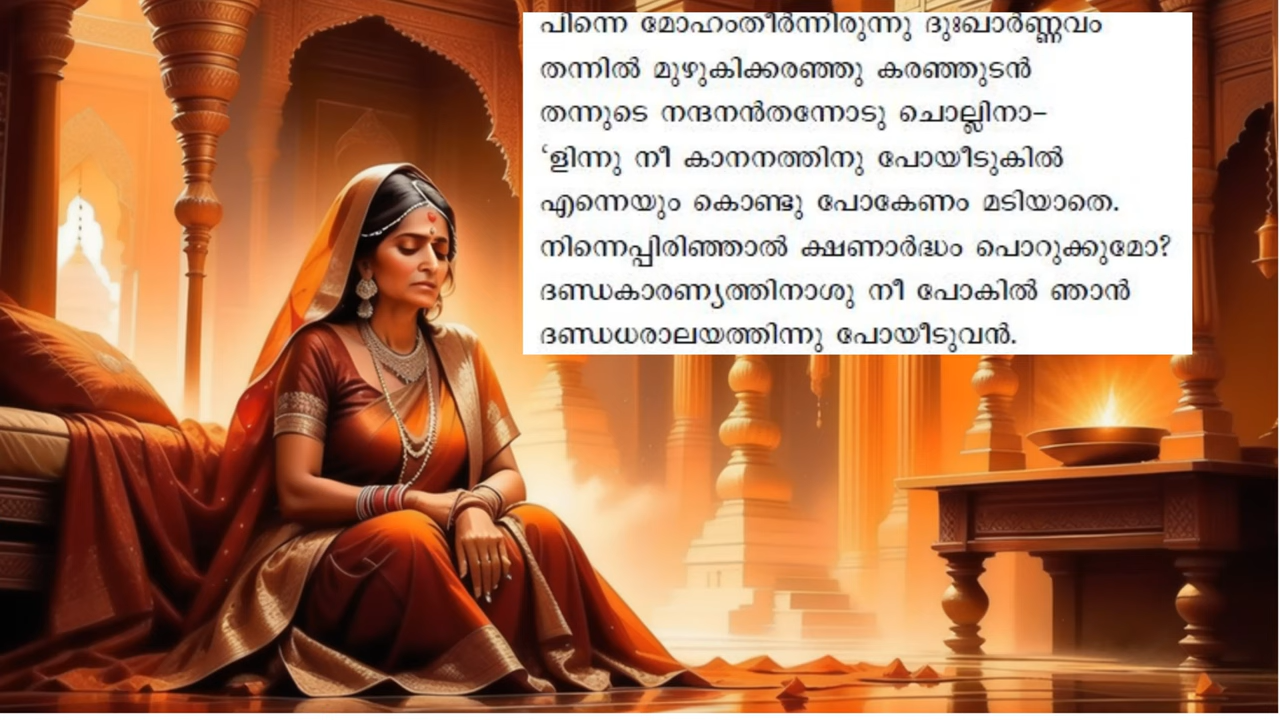 പിന്നെ മോഹംതീർന്നിരുന്നു ദുഃഖാർണ്ണവം
തന്നിൽ മുഴുകിക്കരഞ്ഞു കരഞ്ഞുടൻ
തന്നുടെ നന്ദനൻതന്നോടു ചൊല്ലിനാ–
‘ളിന്നു നീ കാനനത്തിനു പോയീടുകിൽ
എന്നെയും കൊണ്ടു പോകേണം മടിയാതെ.
നിന്നെപ്പിരിഞ്ഞാൽ ക്ഷണാർദ്ധം പൊറുക്കുമോ?
ദണ്ഡകാരണ്യത്തിനാശു നീ പോകിൽ ഞാൻ
ദണ്ഡധരാലയത്തിന്നു പോയീടുവൻ.